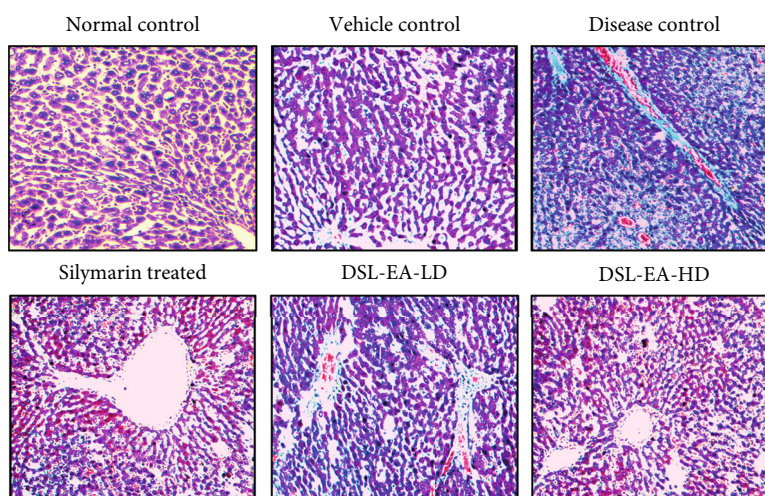 Normal control
Vehicle control
Disease control
Silymarin treated
DSL-EA-LD
DSL-EA-HD